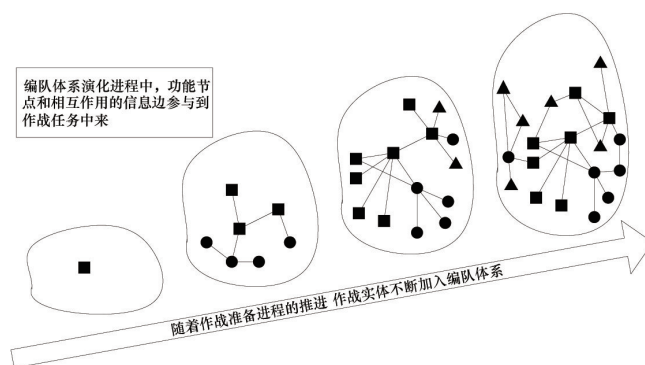 编队体系演化进程中，功能节
点和相互作用的信息边参与到
作战任务中来
随着作战准备进程的推进 作战实体不断加入编队体系